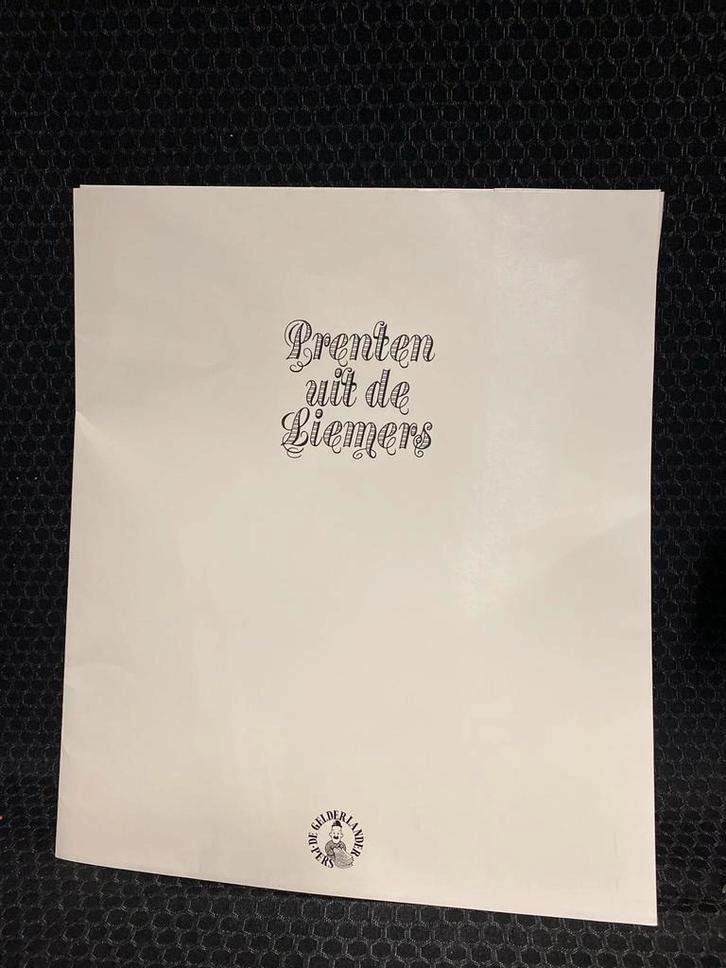 Prenten
uit de
Liemers
DE GELDERLANDER PERS